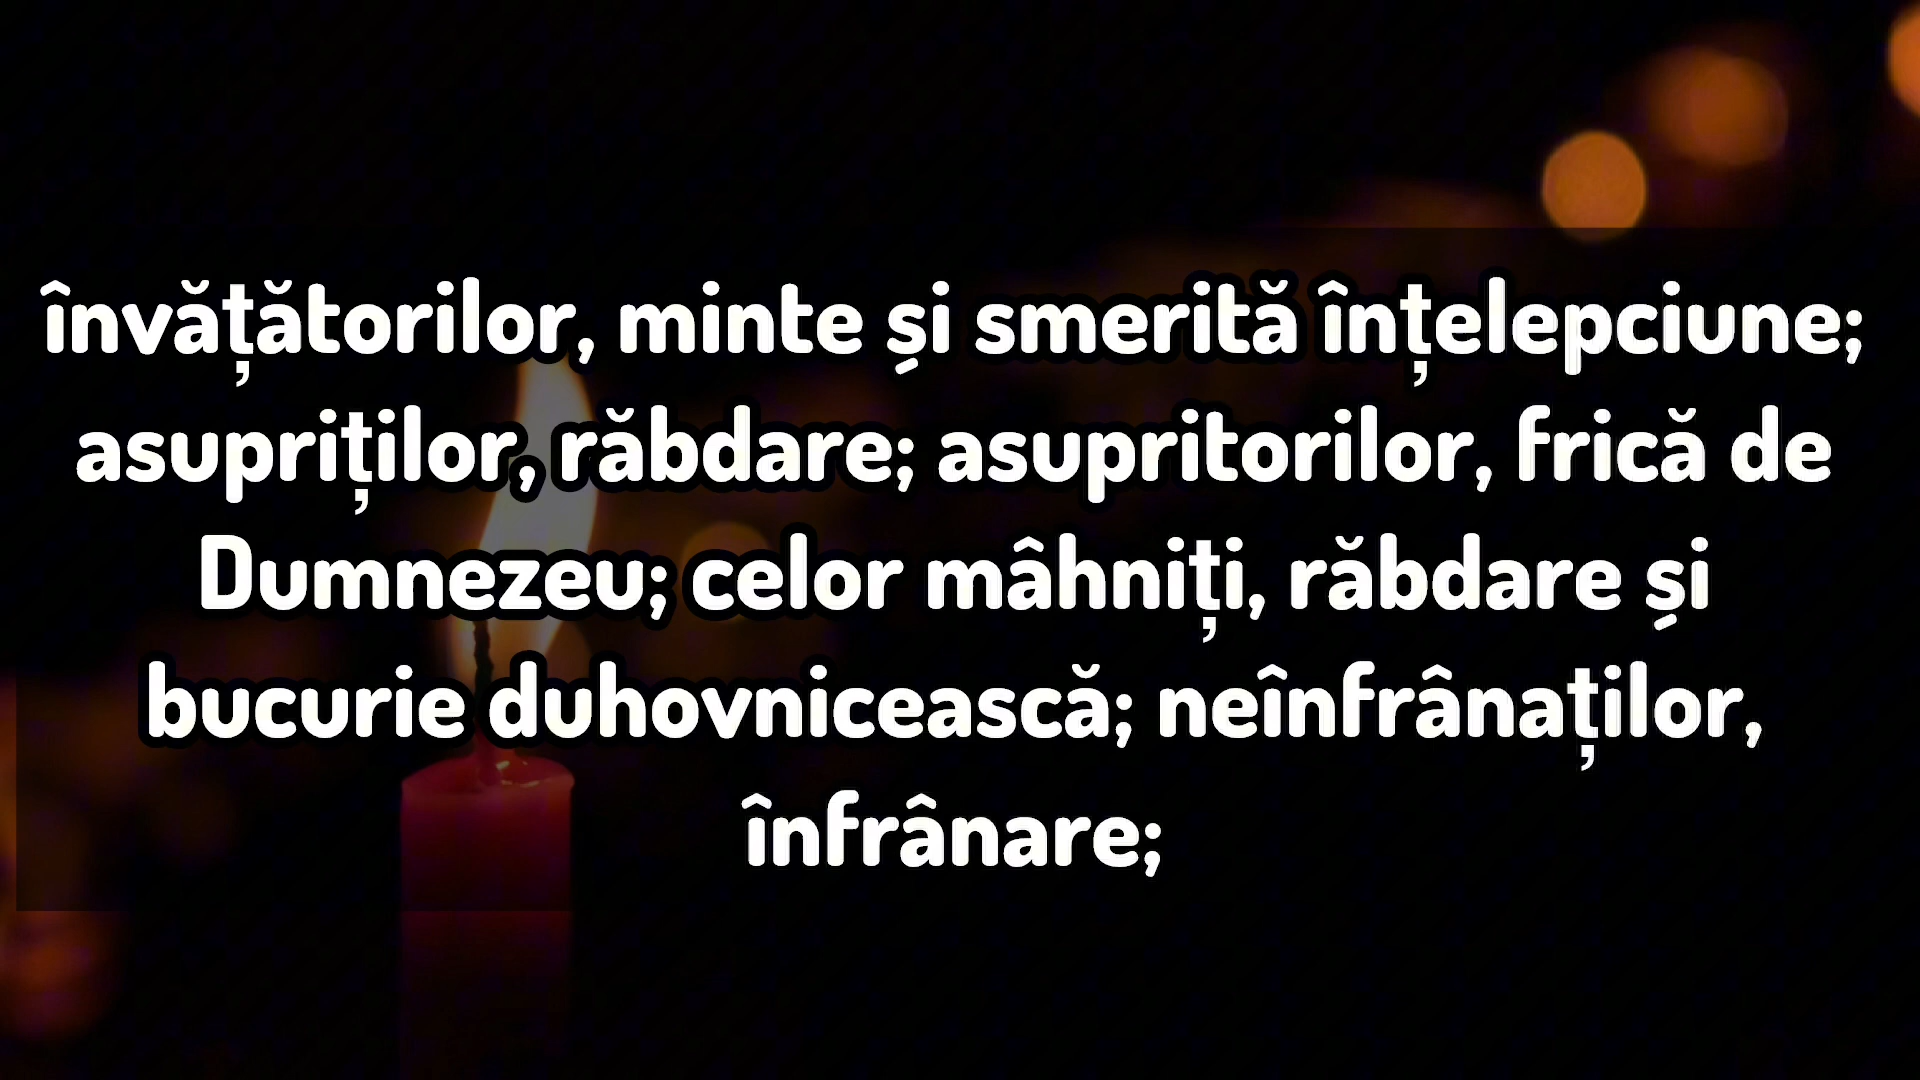 învățătorilor, minte și smerită înțelepciune;
asupriților, răbdare; asupritorilor, frică de
Dumnezeu; celor mâhniți, răbdare și
bucurie duhovnicească; neînfrânaților,
înfrânare;